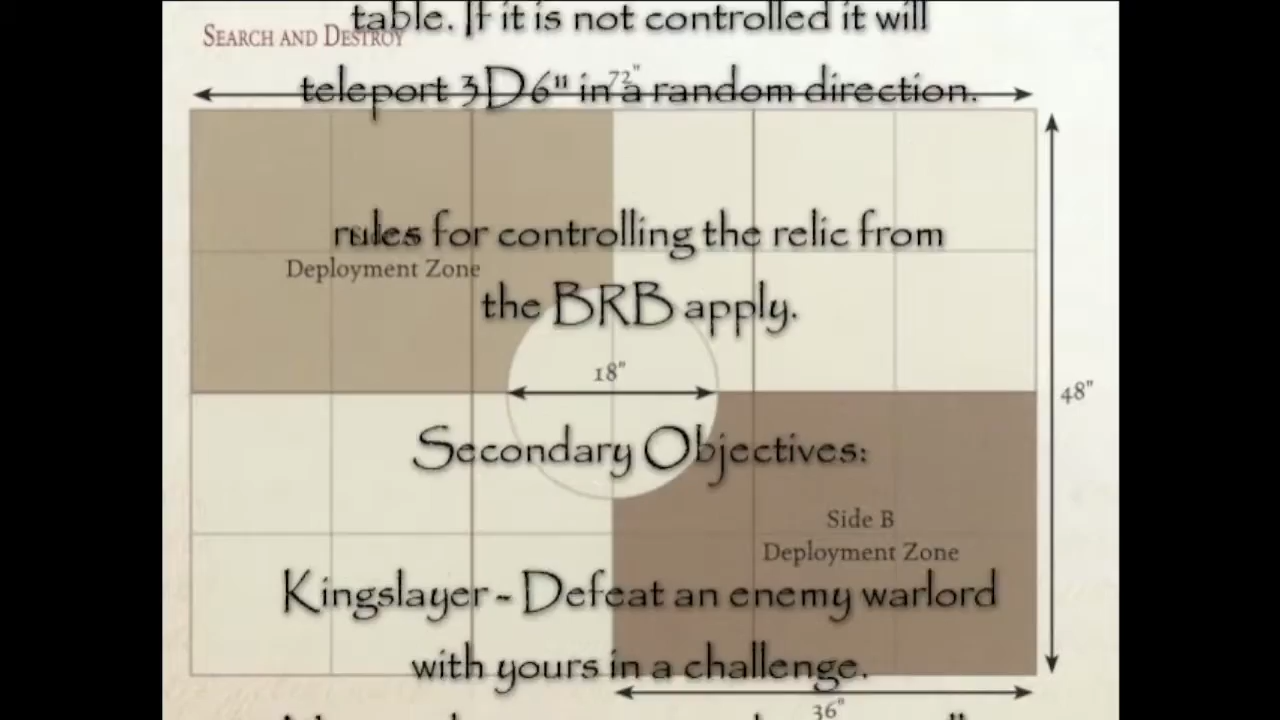 table. If it is not controlled it will
SEARCH AND DESTROY
72"
teleport 3D6" in a random direction.
rules for controlling the relic from
Deployment Zone
the BRB apply.
18"
48"
Secondary Objectives:
Side B
Deployment Zone
Kingslayer - Defeat an enemy warlord
with yours in a challenge.
36"